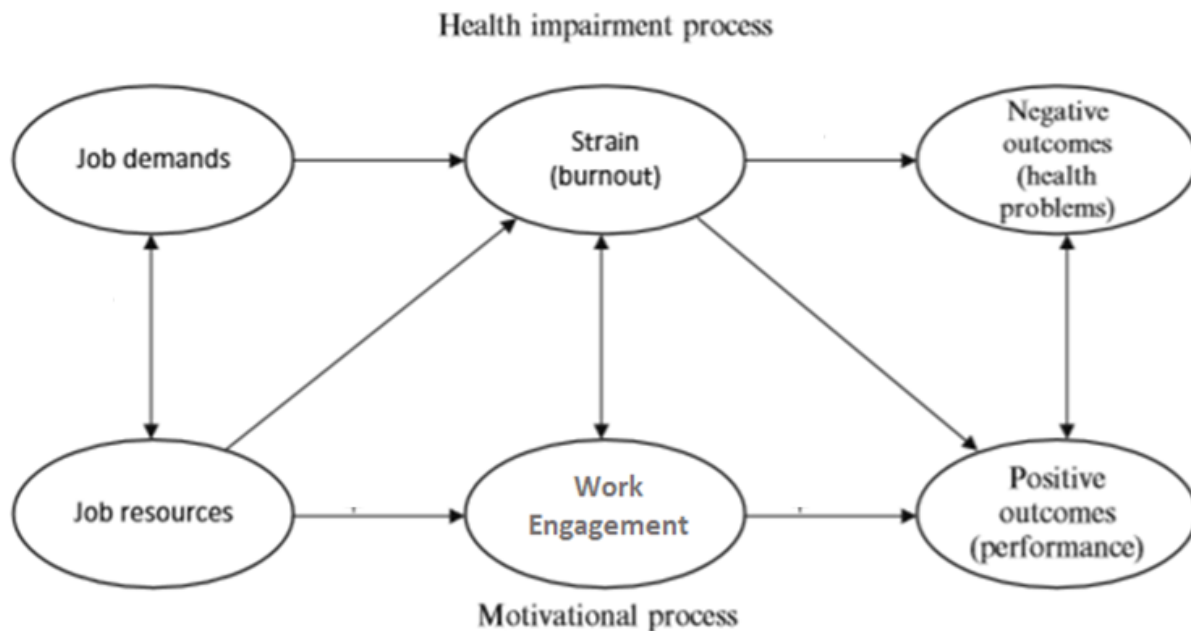 Health impairment process
Job demands
Strain
(burnout)
Negative
outcomes
(health
problems)
Job resources
Work
Engagement
Positive
outcomes
(performance)
Motivational process